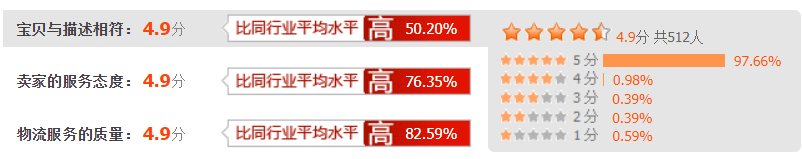 宝贝与描述相符： 4.9分 比同行业平均水平 高 50.20%
卖家的服务态度： 4.9分 比同行业平均水平 高 76.35%
物流服务的质量： 4.9分 比同行业平均水平 高 82.59%
4.9分 共512人
5分 97.66%
4分 0.98%
3分 0.39%
2分 0.39%
1分 0.59%